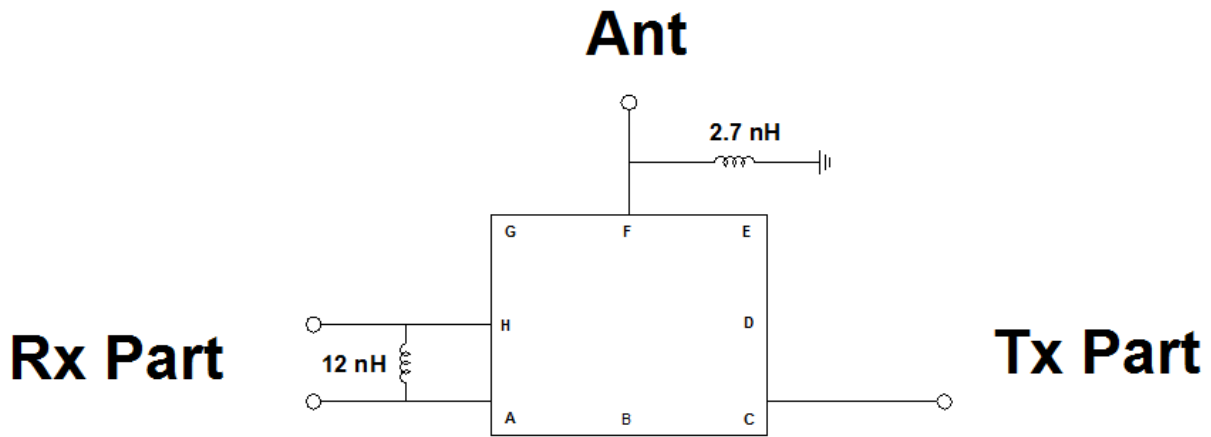 Ant
2.7 nH
G F E
H D
Rx Part
12 nH
Tx Part
A B C